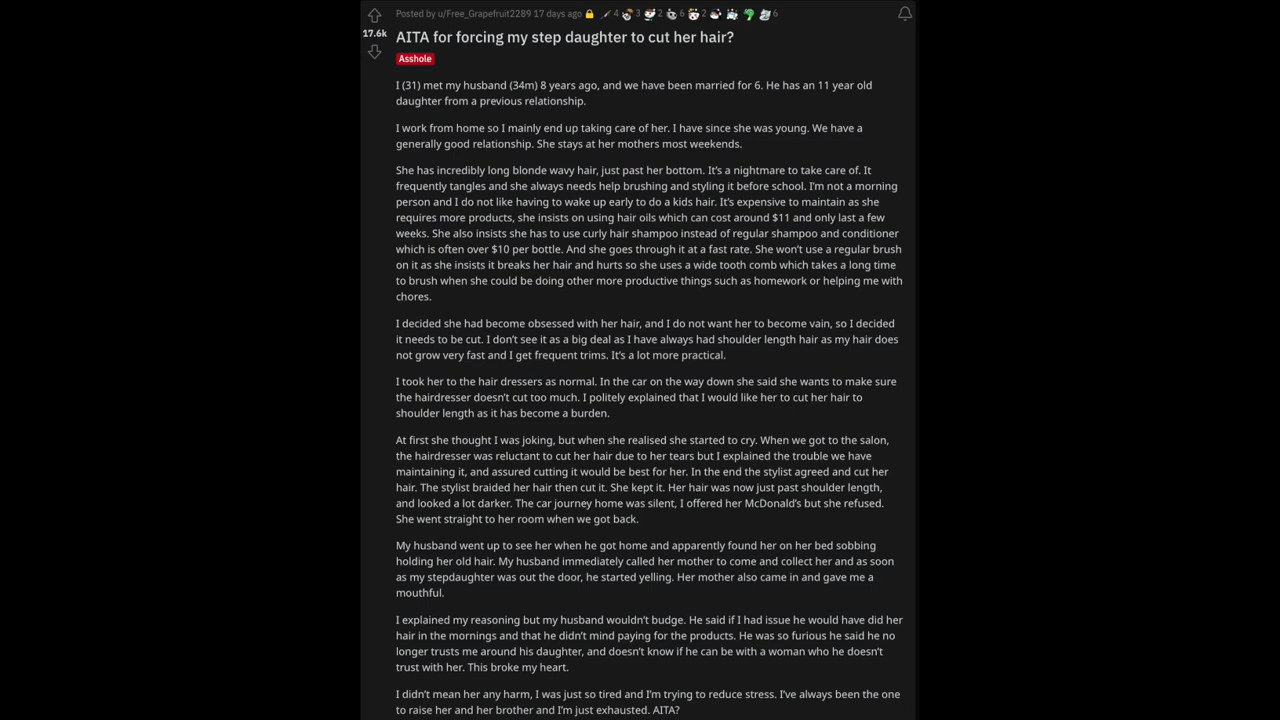 Posted by u/Free_Grapefruit2289 17 days ago 4 3 2 6 2 6
17.6k
AITA for forcing my step daughter to cut her hair?
Asshole
I (31) met my husband (34m) 8 years ago, and we have been married for 6. He has an 11 year old
daughter from a previous relationship.
I work from home so I mainly end up taking care of her. I have since she was young. We have a
generally good relationship. She stays at her mothers most weekends.
She has incredibly long blonde wavy hair, just past her bottom. It's a nightmare to take care of. It
frequently tangles and she always needs help brushing and styling it before school. I'm not a morning
person and I do not like having to wake up early to do a kids hair. It's expensive to maintain as she
requires more products, she insists on using hair oils which can cost around $11 and only last a few
weeks. She also insists she has to use curly hair shampoo instead of regular shampoo and conditioner
which is often over $10 per bottle. And she goes through it at a fast rate. She won't use a regular brush
on it as she insists it breaks her hair and hurts so she uses a wide tooth comb which takes a long time
to brush when she could be doing other more productive things such as homework or helping me with
chores.
I decided she had become obsessed with her hair, and I do not want her to become vain, so I decided
it needs to be cut. I don't see it as a big deal as I have always had shoulder length hair as my hair does
not grow very fast and I get frequent trims. It's a lot more practical.
I took her to the hair dressers as normal. In the car on the way down she said she wants to make sure
the hairdresser doesn't cut too much. I politely explained that I would like her to cut her hair to
shoulder length as it has become a burden.
At first she thought I was joking, but when she realised she started to cry. When we got to the salon,
the hairdresser was reluctant to cut her hair due to her tears but I explained the trouble we have
maintaining it, and assured cutting it would be best for her. In the end the stylist agreed and cut her
hair. The stylist braided her hair then cut it. She kept it. Her hair was now just past shoulder length,
and looked a lot darker. The car journey home was silent, I offered her McDonald's but she refused.
She went straight to her room when we got back.
My husband went up to see her when he got home and apparently found her on her bed sobbing
holding her old hair. My husband immediately called her mother to come and collect her and as soon
as my stepdaughter was out the door, he started yelling. Her mother also came in and gave me a
mouthful.
I explained my reasoning but my husband wouldn't budge. He said if I had issue he would have did her
hair in the mornings and that he didn't mind paying for the products. He was so furious he said he no
longer trusts me around his daughter, and doesn't know if he can be with a woman who he doesn't
trust with her. This broke my heart.
I didn't mean her any harm, I was just so tired and I'm trying to reduce stress. I've always been the one
to raise her and her brother and I'm just exhausted. AITA?